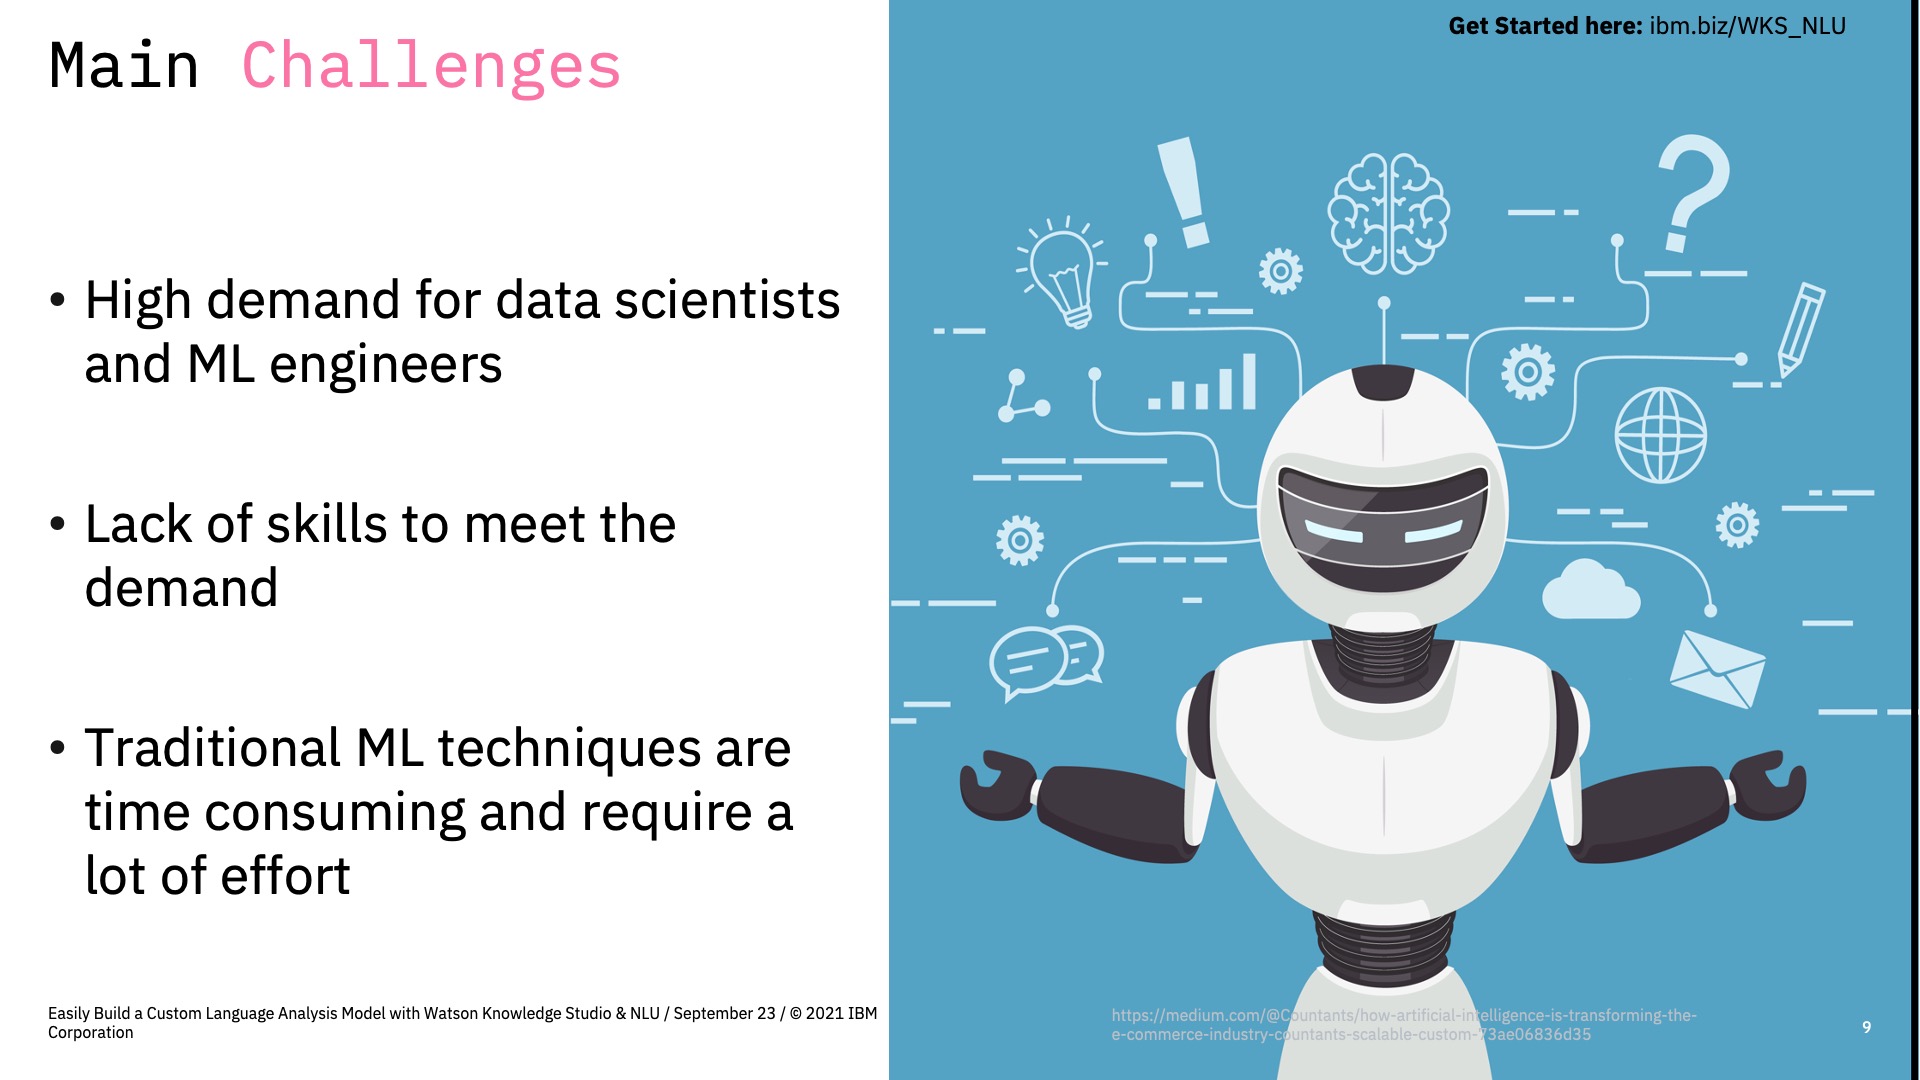 Get Started here: ibm.biz/WKS_NLU
Main Challenges
• High demand for data scientists
and ML engineers
• Lack of skills to meet the
demand
• Traditional ML techniques are
time consuming and require a
lot of effort
Easily Build a Custom Language Analysis Model with Watson Knowledge Studio & NLU / September 23 / © 2021 IBM
Corporation
https://medium.com/@Countants/how-artificial-intelligence-is-transforming-the-
e-commerce-industry-countants-scalable-custom-73ae06836d35
9